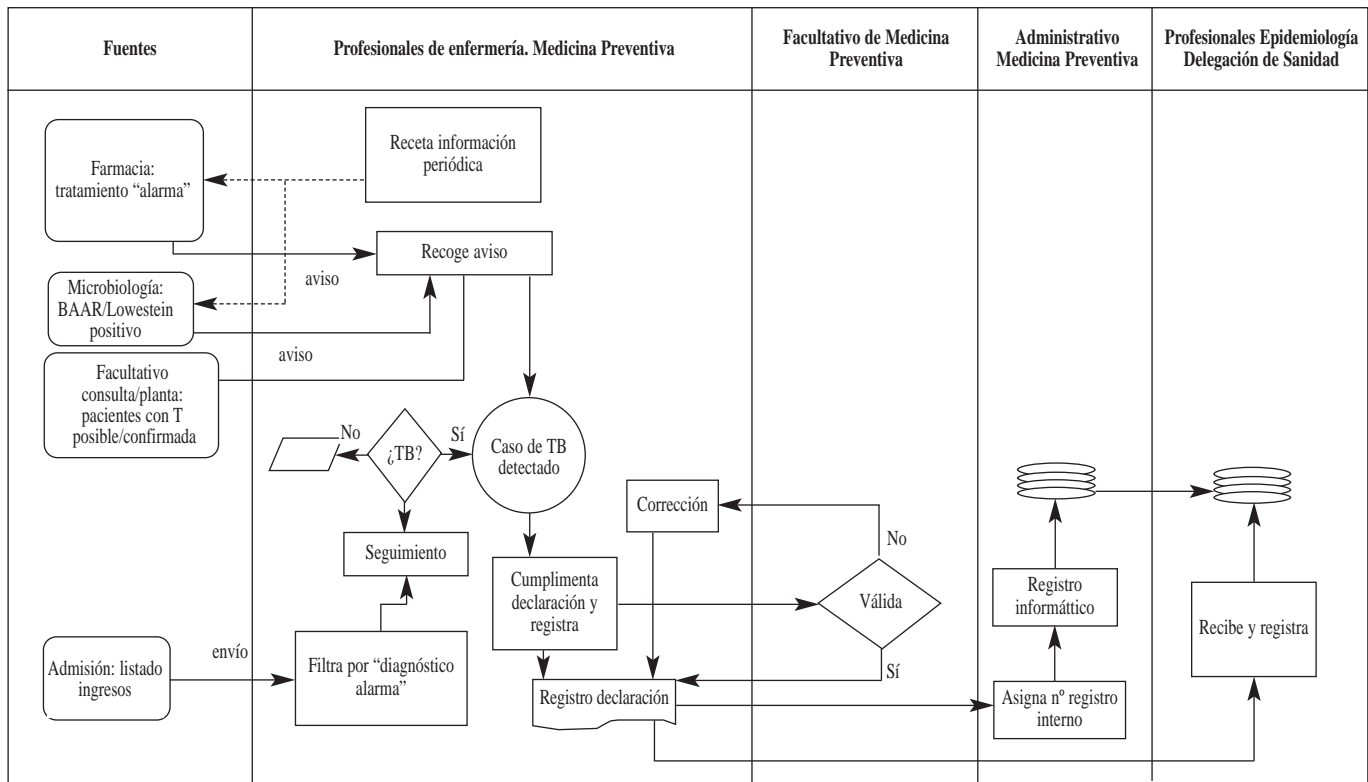 Fuentes
Profesionales de enfermería. Medicina Preventiva
Facultativo de Medicina
Preventiva
Administrativo
Medicina Preventiva
Profesionales Epidemiología
Delegación de Sanidad
Farmacia:
tratamiento “alarma”
Receta información
periódica
Recoge aviso
aviso
Microbiología:
BAAR/Lowestein
positivo
aviso
Facultativo
consulta/planta:
pacientes con T
posible/confirmada
No
¿TB?
Sí
Caso de TB
detectado
Seguimiento
Corrección
No
Cumplimenta
declaración y
registra
Válida
Sí
Registro
informáttico
Recibe y registra
Admisión: listado
ingresos
envío
Filtra por “diagnóstico
alarma”
Registro declaración
Asigna nº registro
interno